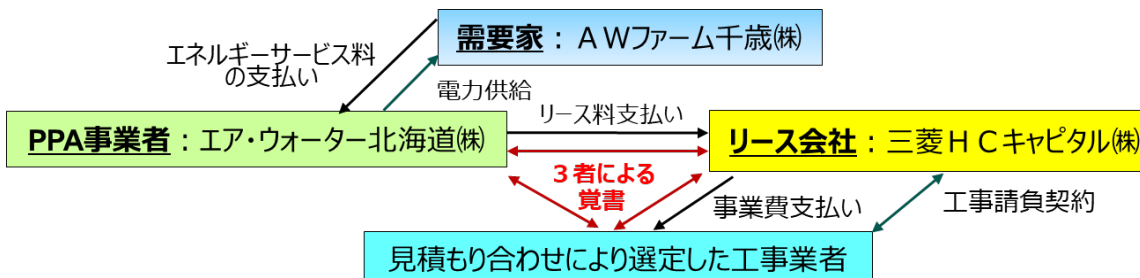 需要家：ＡＷファーム千歳㈱
エネルギーサービス料
の支払い
電力供給
リース料支払い
PPA事業者：エア・ウォーター北海道㈱
リース会社：三菱ＨＣキャピタル㈱
３者による
覚書
事業費支払い
工事請負契約
見積もり合わせにより選定した工事業者